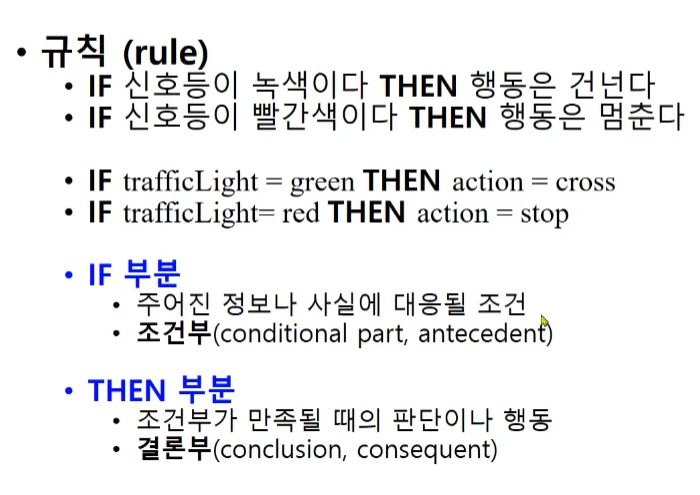 • 규칙 (rule)
• IF 신호등이 녹색이다 THEN 행동은 건넌다
• IF 신호등이 빨간색이다 THEN 행동은 멈춘다
• IF trafficLight = green THEN action = cross
• IF trafficLight= red THEN action = stop
• IF 부분
• 주어진 정보나 사실에 대응될 조건
• 조건부(conditional part, antecedent)
• THEN 부분
• 조건부가 만족될 때의 판단이나 행동
• 결론부(conclusion, consequent)